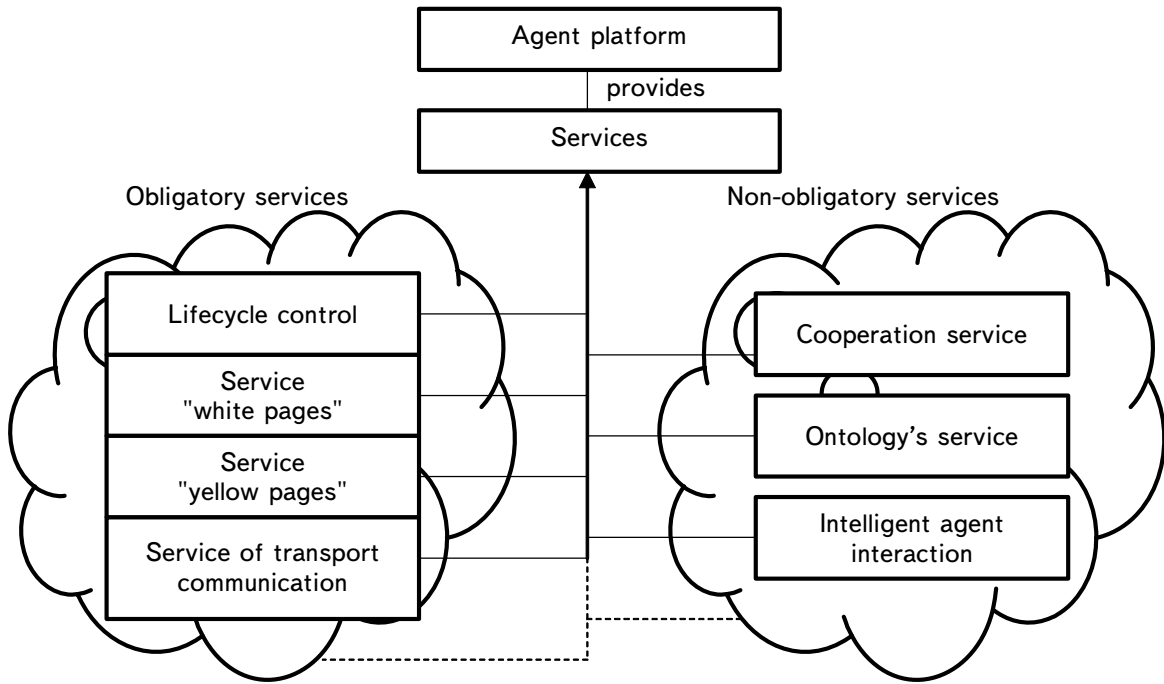 Agent platform
provides
Services
Obligatory services
Non-obligatory services
Lifecycle control
Service
"white pages"
Service
"yellow pages"
Service of transport
communication
Cooperation service
Ontology's service
Intelligent agent
interaction